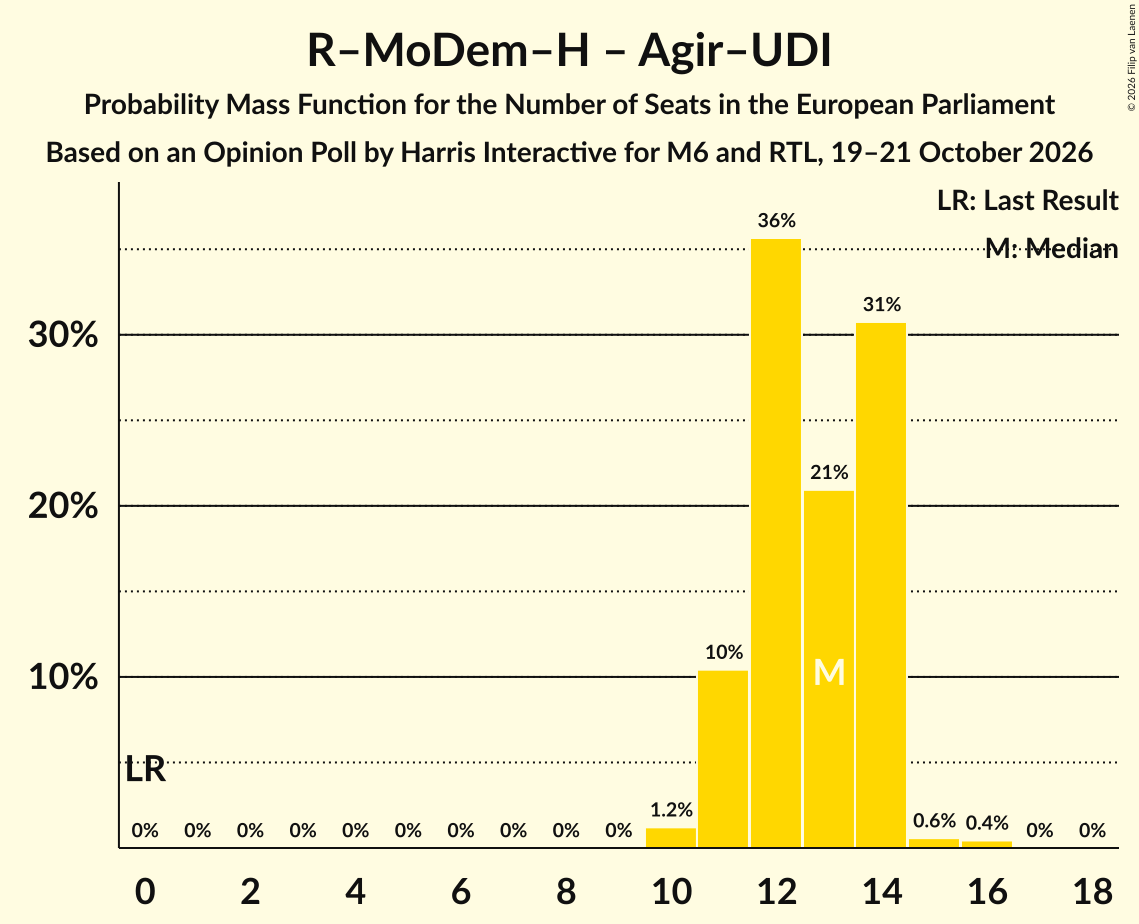 R–MoDem–H – Agir–UDI
Probability Mass Function for the Number of Seats in the European Parliament
Based on an Opinion Poll by Harris Interactive for M6 and RTL, 19–21 October 2026
© 2026 Filip van Laenen
LR: Last Result
M: Median
36%
31%
30%
21%
20%
10%
10%
M
LR
1.2%
0% 0% 0% 0% 0% 0% 0% 0% 0% 0% 0.6% 0.4% 0% 0%
0 2 4 6 8 10 12 14 16 18